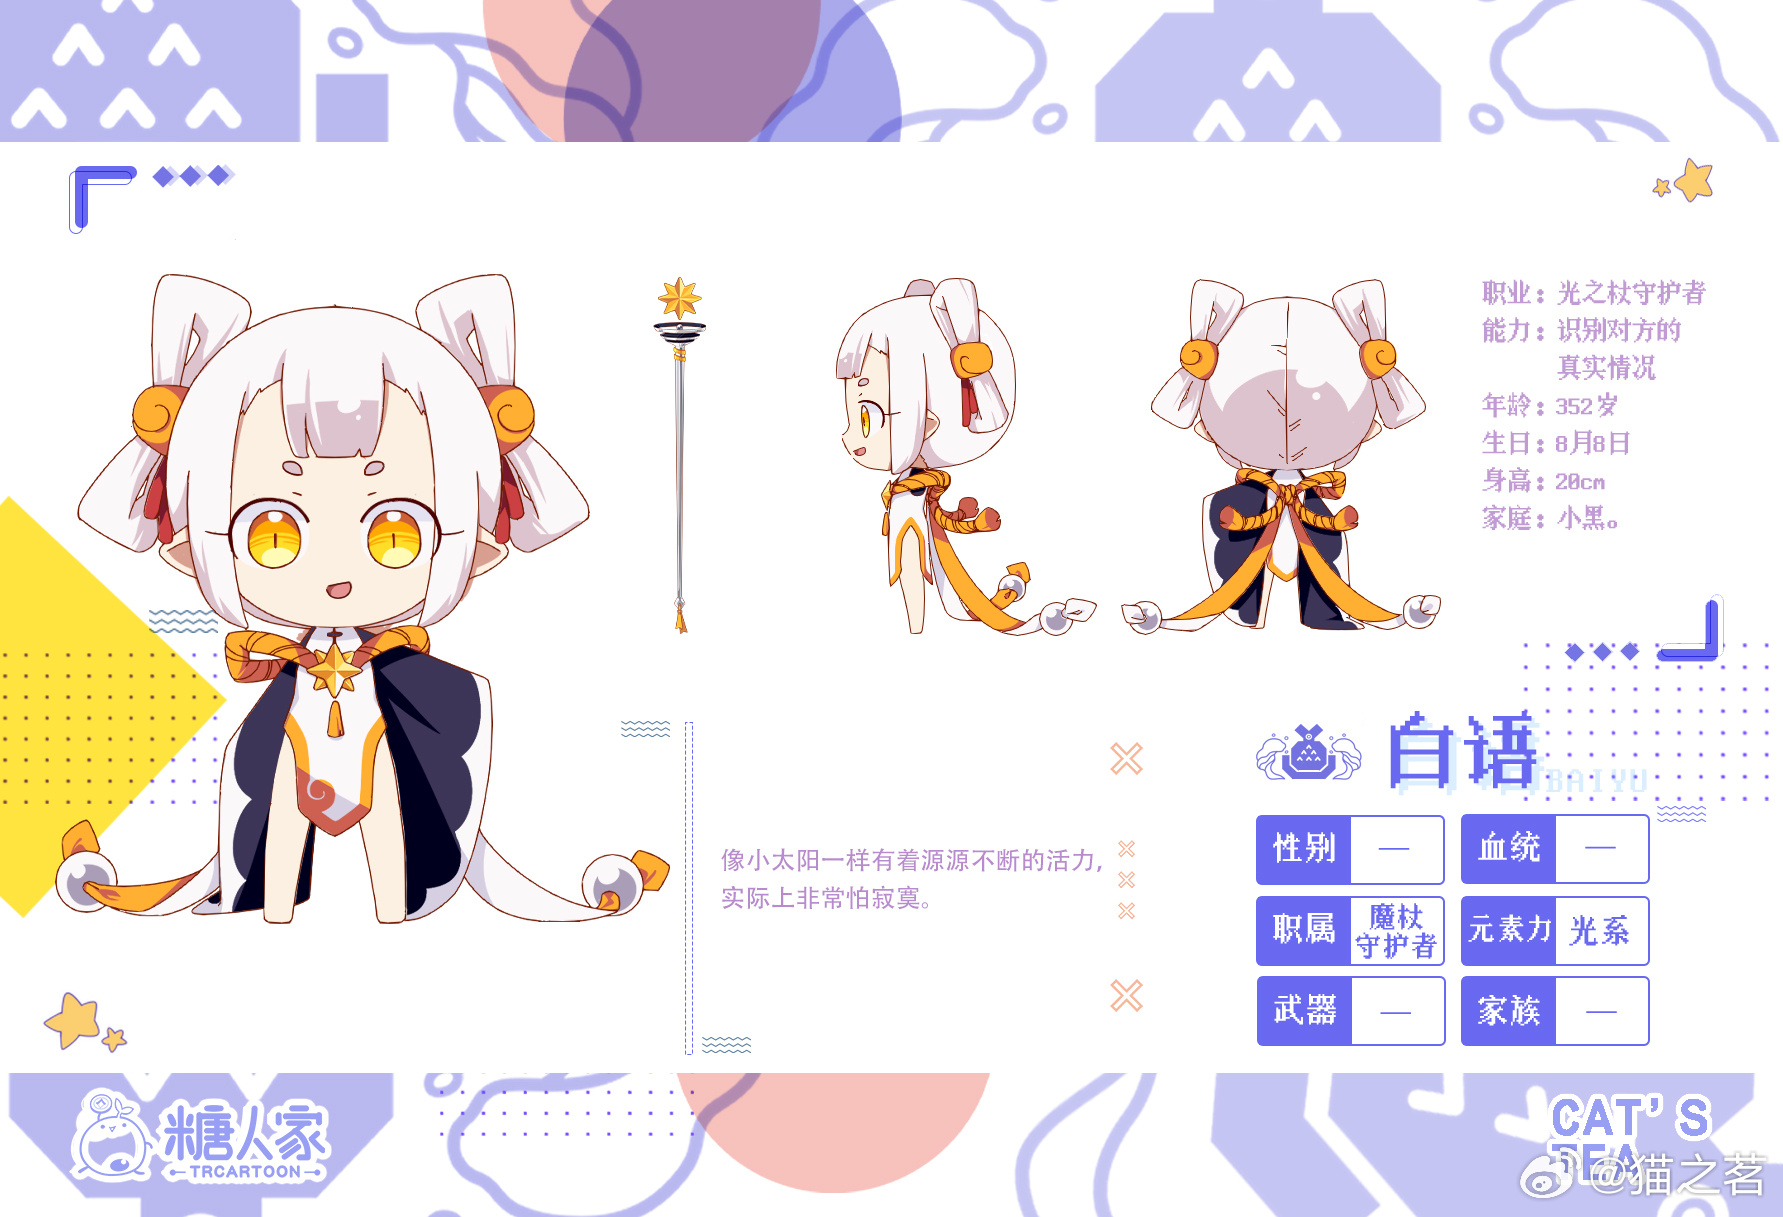 职业：光之杖守护者
能力：识别对方的
真实情况
年龄：352岁
生日：8月8日
身高：20cm
家庭：小黑。
自语
BAIYU
像小太阳一样有着源源不断的活力，
实际上非常怕寂寞。
性别 —
血统 —
职属 魔杖
守护者
元素力 光系
武器 —
家族 —
糖人家
TRCARTOON
CAT'S
TEA
@猫之茗